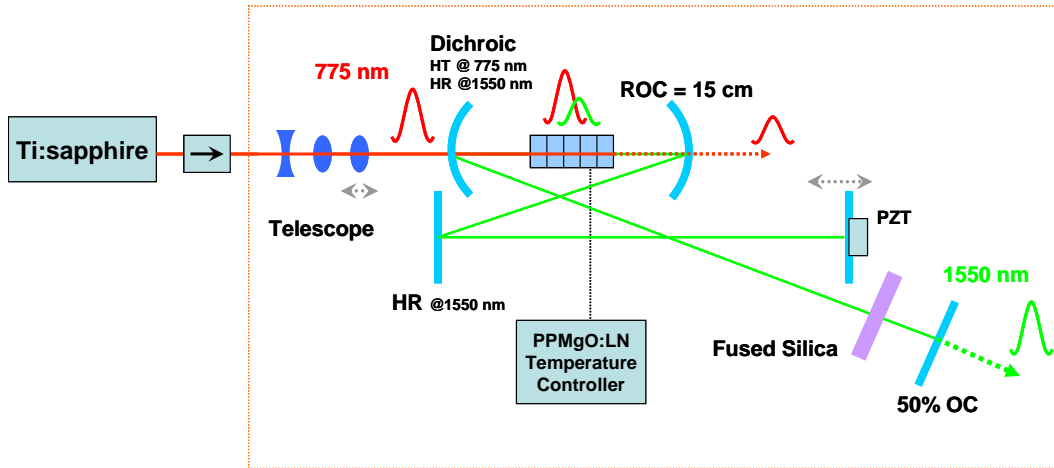 Dichroic
HT @ 775 nm
HR @1550 nm
775 nm
ROC = 15 cm
Ti:sapphire
Telescope
PZT
HR @1550 nm
1550 nm
PPMgO:LN
Temperature
Controller
Fused Silica
50% OC